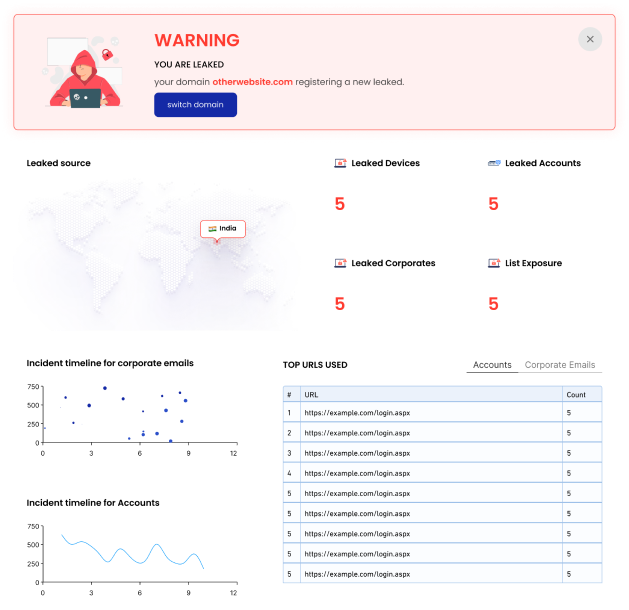 WARNING
YOU ARE LEAKED
your domain otherwebsite.com registering a new leaked.
switch domain
Leaked source
India
Leaked Devices
5
Leaked Accounts
5
Leaked Corporates
5
List Exposure
5
Incident timeline for corporate emails
750
500
250
0
0 3 6 9 12
TOP URLS USED
Accounts Corporate Emails
# URL Count
1 https://example.com/login.aspx 5
2 https://example.com/login.aspx 5
3 https://example.com/login.aspx 5
4 https://example.com/login.aspx 5
5 https://example.com/login.aspx 5
5 https://example.com/login.aspx 5
5 https://example.com/login.aspx 5
5 https://example.com/login.aspx 5
5 https://example.com/login.aspx 5
Incident timeline for Accounts
750
500
250
0
0 3 6 9 12